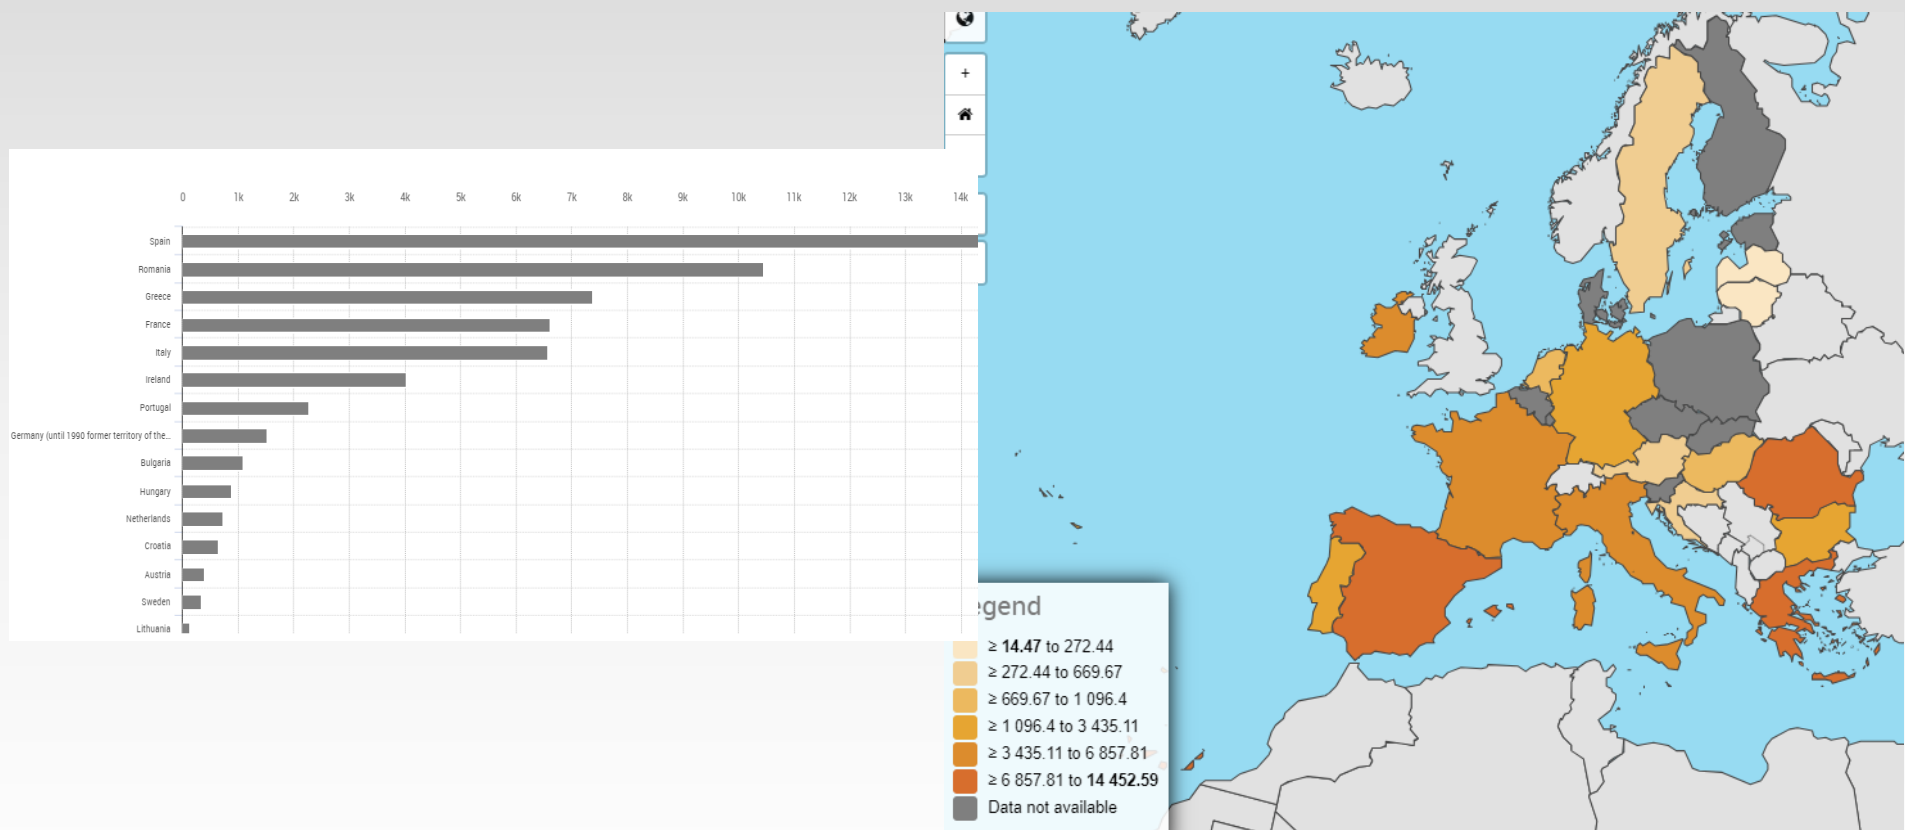 0 1k 2k 3k 4k 5k 6k 7k 8k 9k 10k 11k 12k 13k 14k
Spain
Romania
Greece
France
Italy
Ireland
Portugal
Germany (until 1990 former territory of the...
Bulgaria
Hungary
Netherlands
Croatia
Austria
Sweden
Lithuania
+
egend
≥ 14.47 to 272.44
≥ 272.44 to 669.67
≥ 669.67 to 1 096.4
≥ 1 096.4 to 3 435.11
≥ 3 435.11 to 6 857.81
≥ 6 857.81 to 14 452.59
Data not available